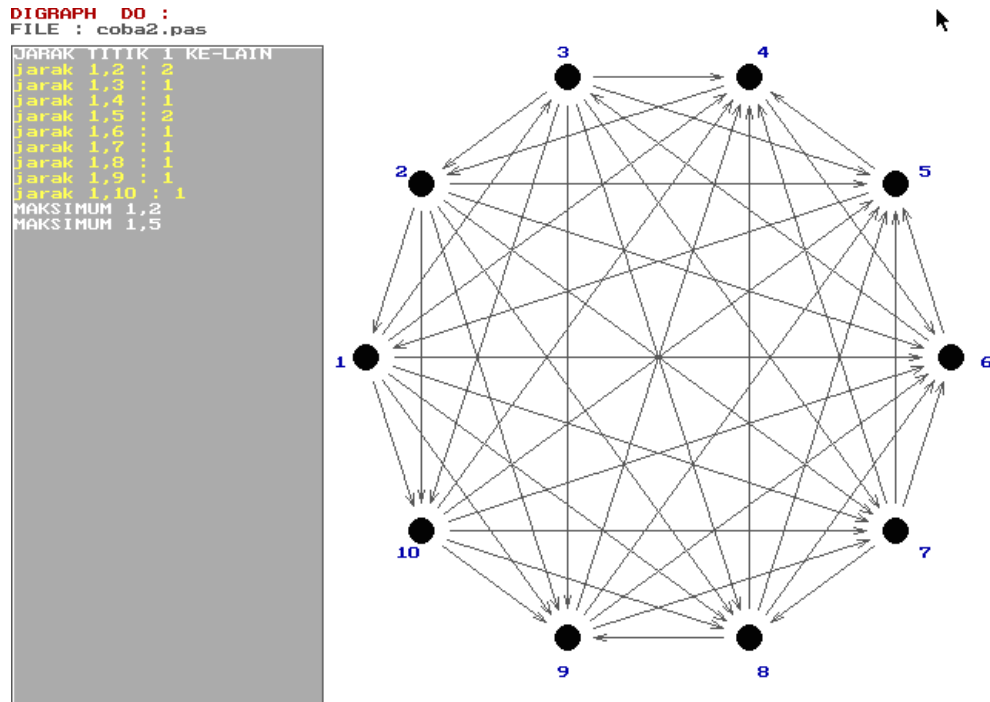 DIGRAPH DO :
FILE : coba2.pas
JARAK TITIK 1 KE-LAIN
jarak 1,2 : 2
jarak 1,3 : 1
jarak 1,4 : 1
jarak 1,5 : 2
jarak 1,6 : 1
jarak 1,7 : 1
jarak 1,8 : 1
jarak 1,9 : 1
jarak 1,10 : 1
MAKSIMUM 1,2
MAKSIMUM 1,5
3
4
2
5
1
6
10
7
9
8